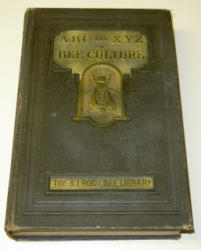 ABC AND XYZ
OF
BEE CULTURE
THE A.I. ROOT BEE LIBRARY